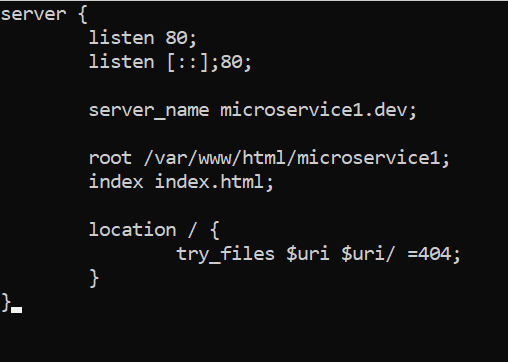 server {
listen 80;
listen [::];80;
server_name microservice1.dev;
root /var/www/html/microservice1;
index index.html;
location / {
try_files $uri $uri/ =404;
}
}